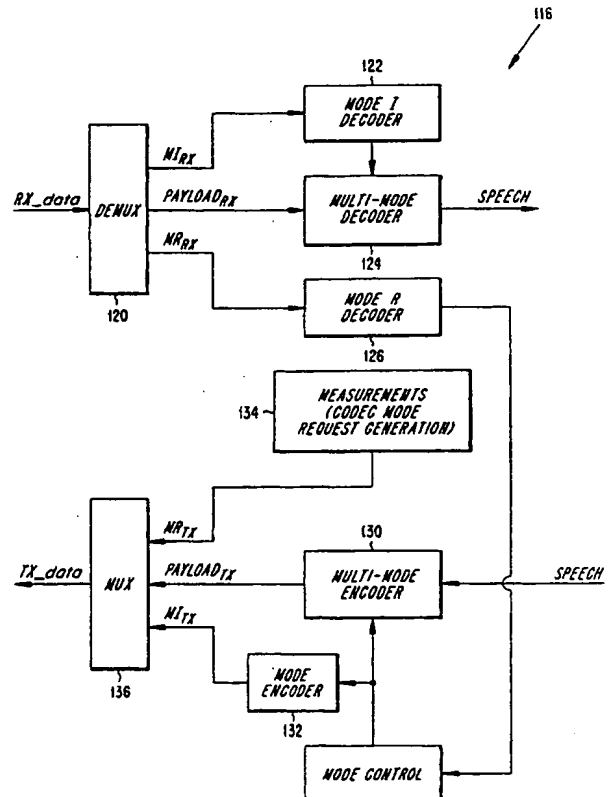 116
122
MODE I
DECODER
MI_RX
RX_data
DEMUX
PAYLOAD_RX
MULTI-MODE
DECODER
SPEECH
MR_RX
120
124
MODE R
DECODER
126
134
MEASUREMENTS
(CODEC MODE
REQUEST GENERATION)
MR_TX
130
TX_data
MUX
PAYLOAD_TX
MULTI-MODE
ENCODER
SPEECH
MI_TX
136
MODE
ENCODER
132
MODE CONTROL